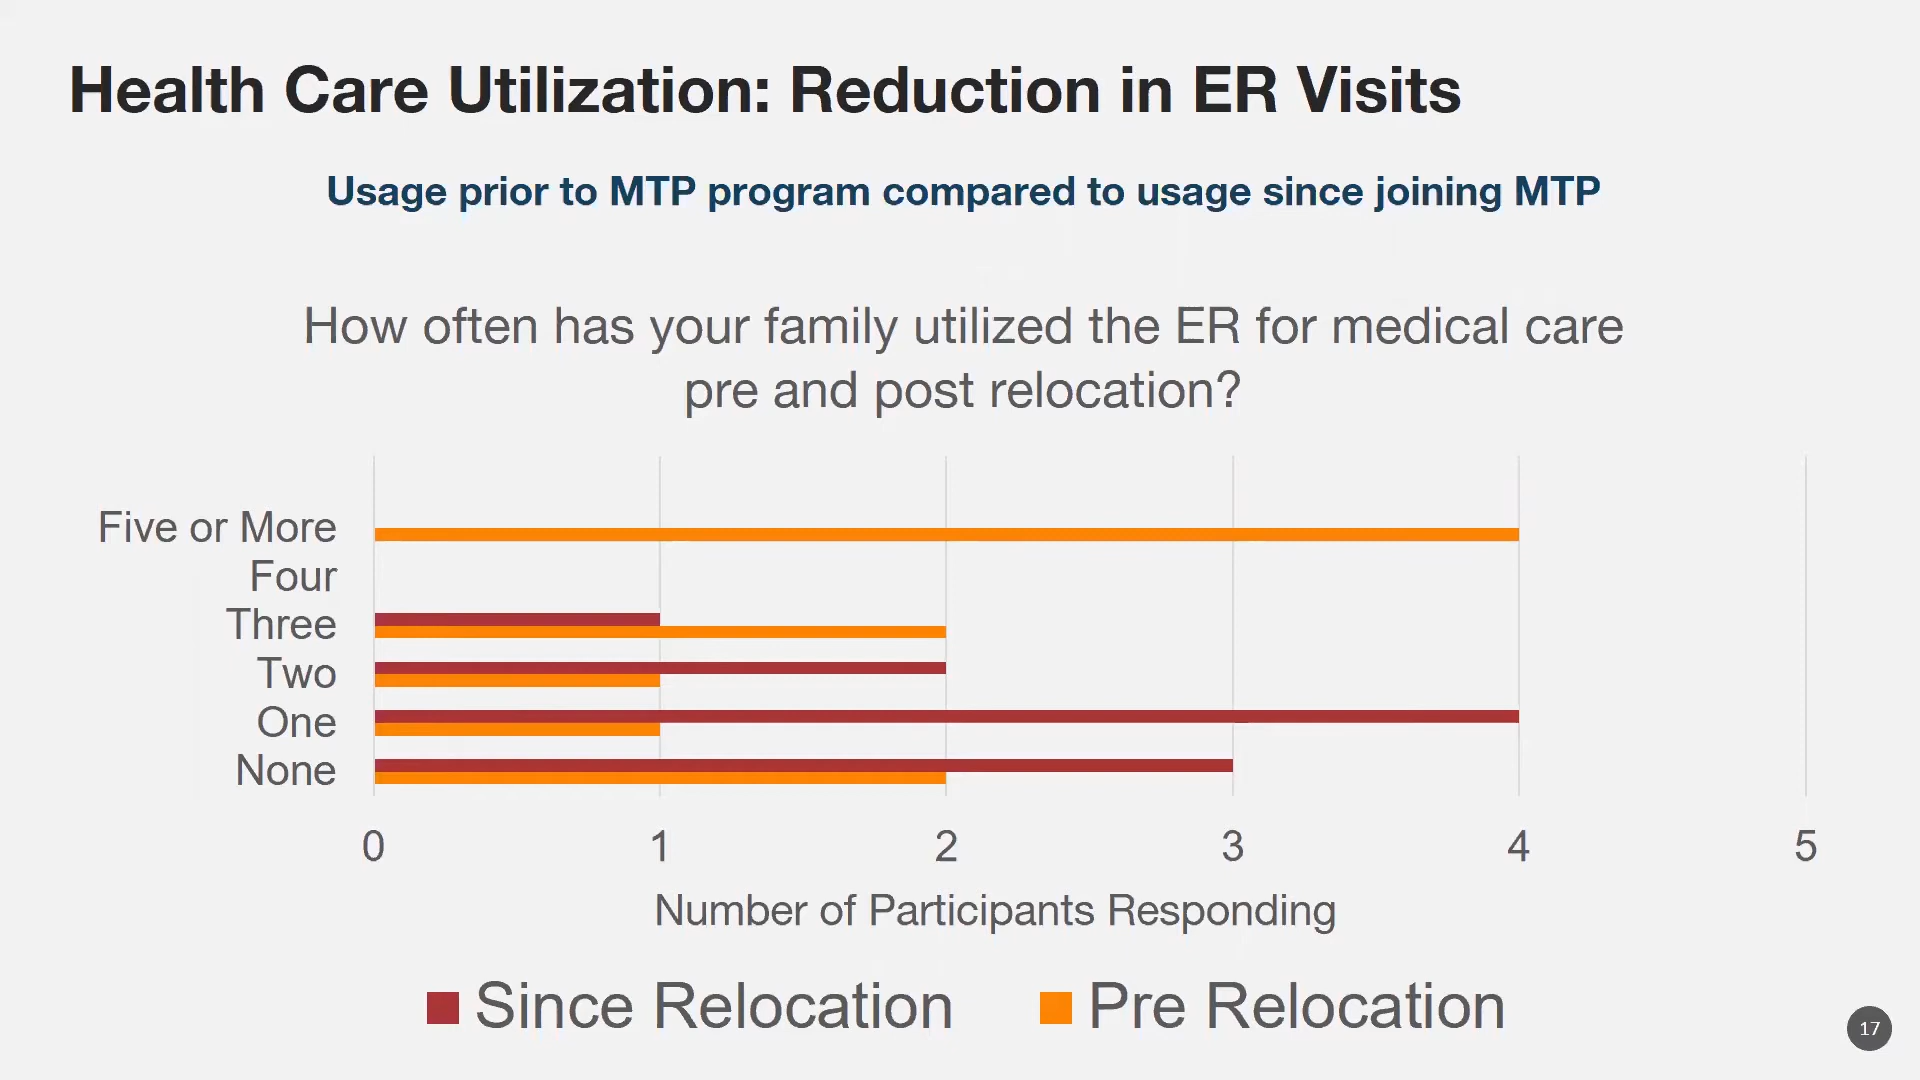 Health Care Utilization: Reduction in ER Visits
Usage prior to MTP program compared to usage since joining MTP
How often has your family utilized the ER for medical care
pre and post relocation?
Five or More
Four
Three
Two
One
None
0 1 2 3 4 5
Number of Participants Responding
Since Relocation Pre Relocation
17